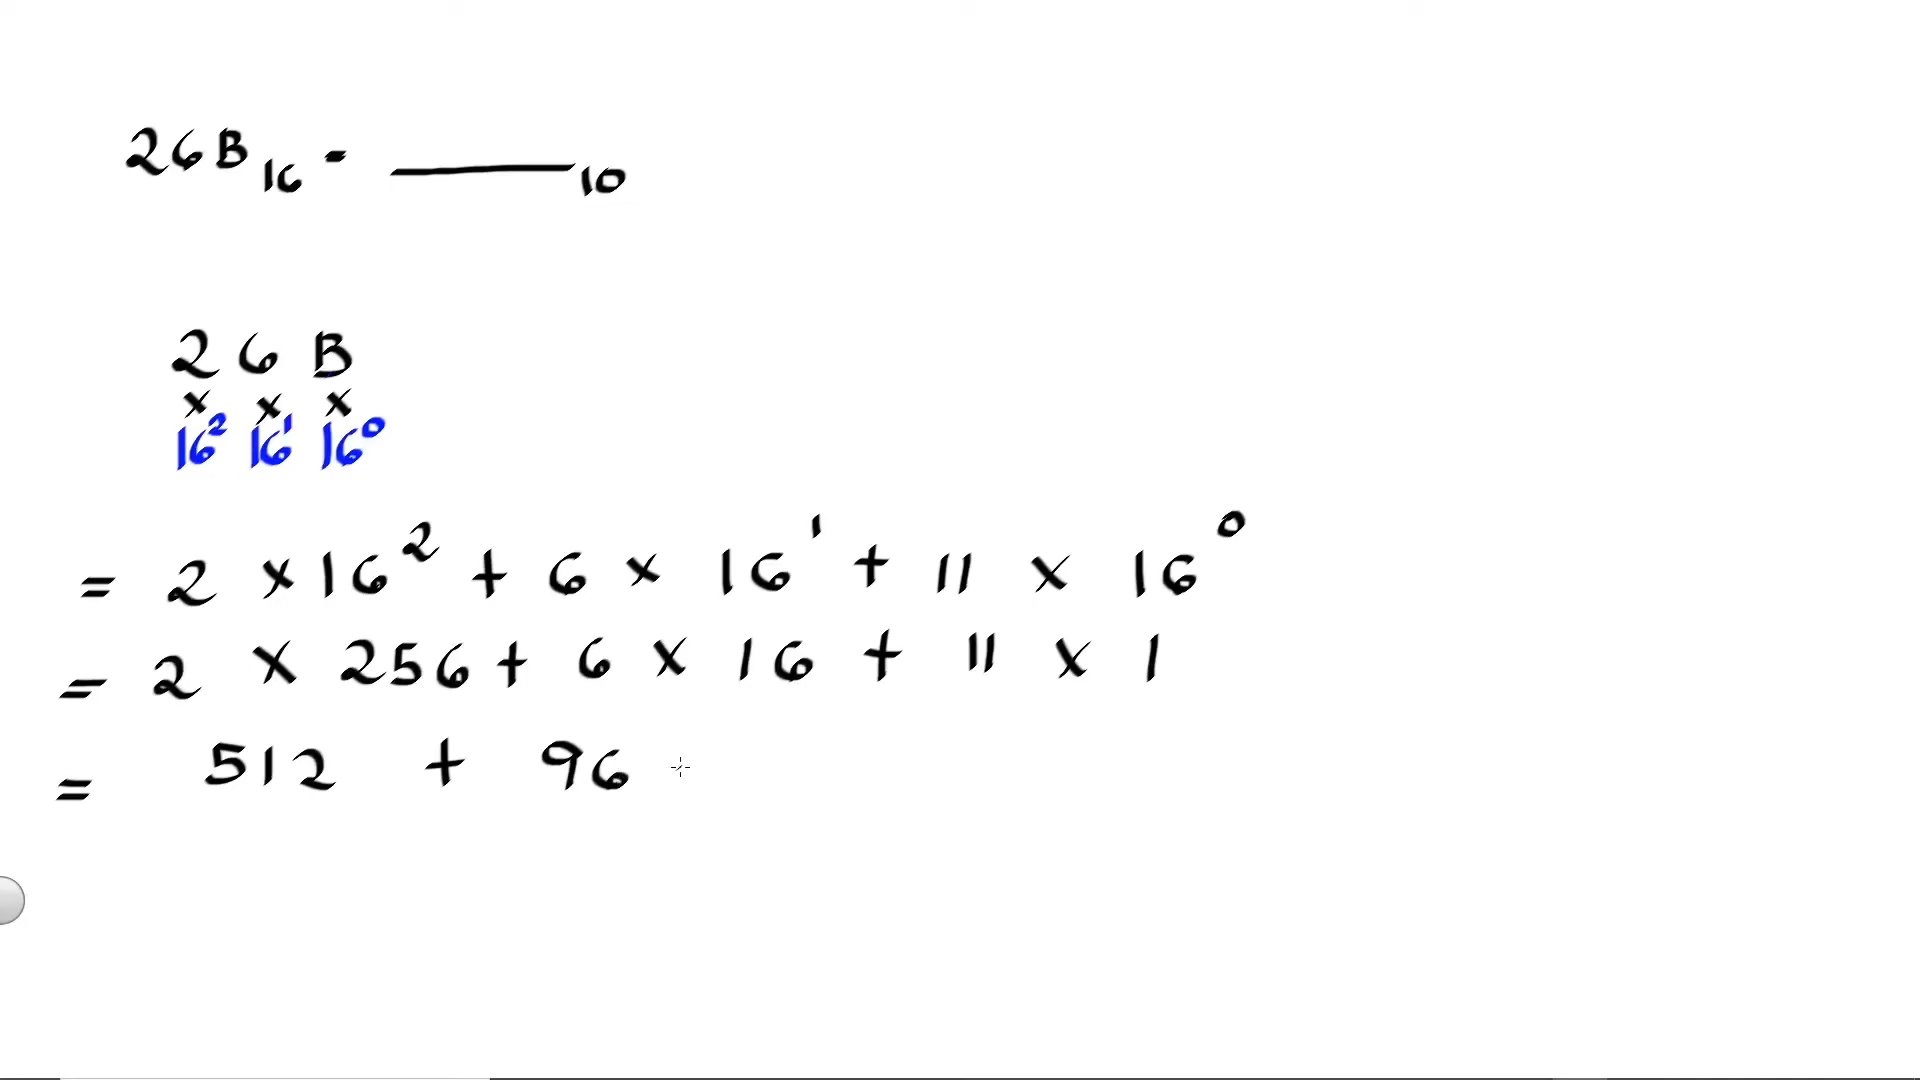 26B₁₆ = ______₁₀
2 6 B
x x x
16² 16¹ 16⁰
= 2 x 16² + 6 x 16¹ + 11 x 16⁰
= 2 x 256 + 6 x 16 + 11 x 1
= 512 + 96